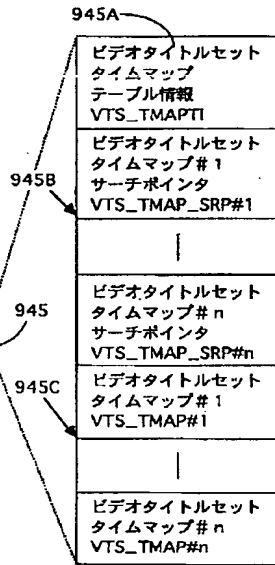 945A
ビデオタイトルセット
タイムマップ
テーブル情報
VTS_TMAPTI
ビデオタイトルセット
タイムマップ#1
サーチポインタ
VTS_TMAP_SRP#1
945B
ビデオタイトルセット
タイムマップ#n
サーチポインタ
VTS_TMAP_SRP#n
945
ビデオタイトルセット
タイムマップ#1
VTS_TMAP#1
945C
ビデオタイトルセット
タイムマップ#n
VTS_TMAP#n